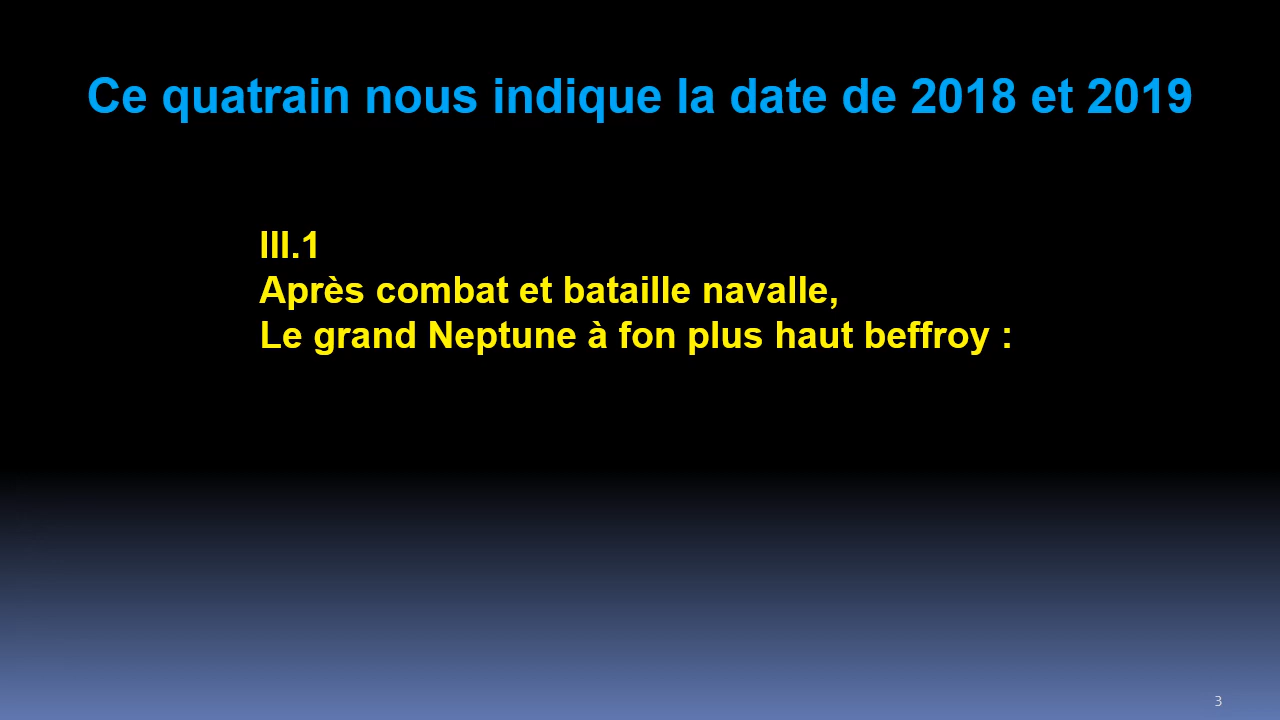 Ce quatrain nous indique la date de 2018 et 2019
III.1
Après combat et bataille navalle,
Le grand Neptune à fon plus haut beffroy :
3